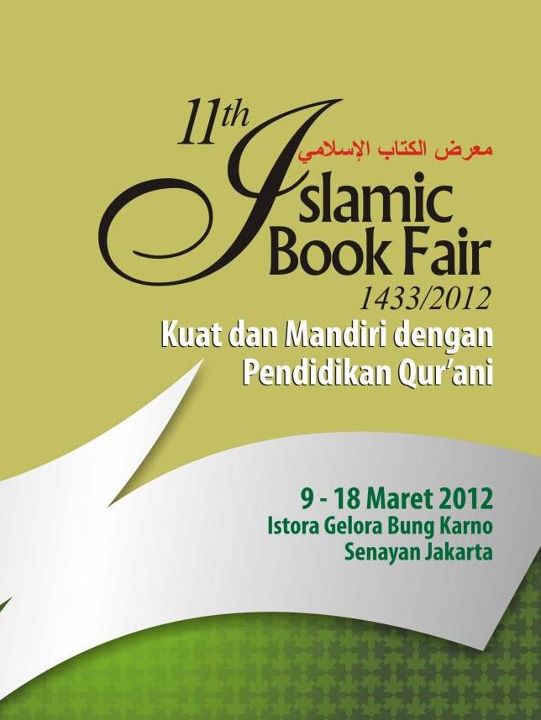 11th
معرض الكتاب الإسلامي
Islamic
Book Fair
1433/2012
Kuat dan Mandiri dengan
Pendidikan Qur'ani
9 - 18 Maret 2012
Istora Gelora Bung Karno
Senayan Jakarta